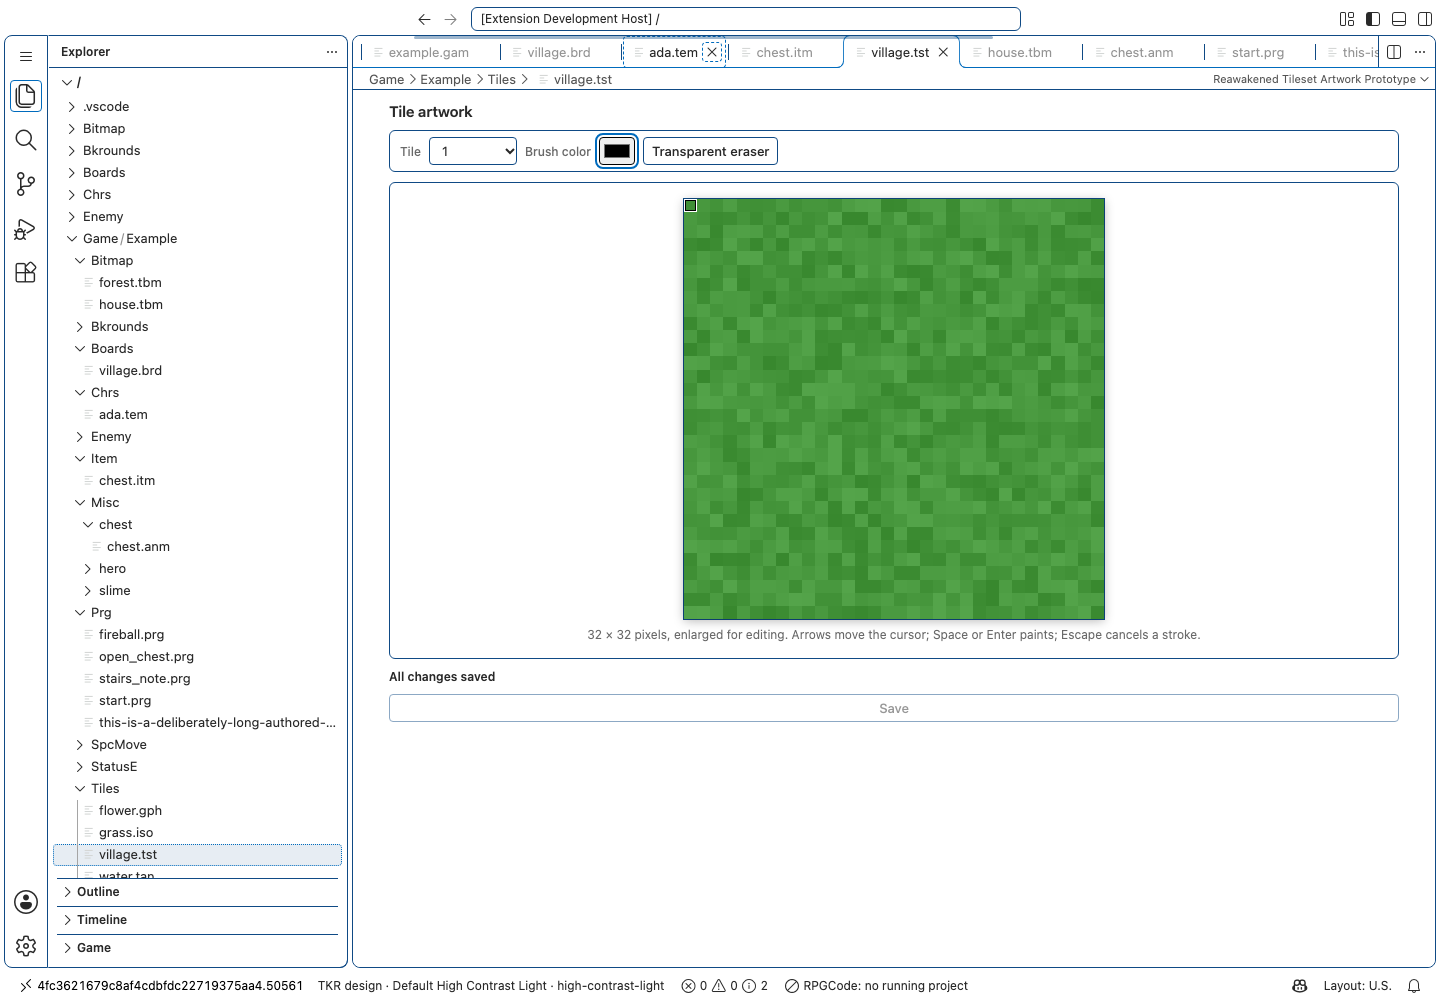 [Extension Development Host] /
Explorer
/
.vscode
Bitmap
Bkrounds
Boards
Chrs
Enemy
Game / Example
Bitmap
forest.tbm
house.tbm
Bkrounds
Boards
village.brd
Chrs
ada.tem
Enemy
Item
chest.itm
Misc
chest
chest.anm
hero
slime
Prg
fireball.prg
open_chest.prg
stairs_note.prg
start.prg
this-is-a-deliberately-long-authored-...
SpcMove
StatusE
Tiles
flower.gph
grass.iso
village.tst
water.tan
Outline
Timeline
Game
example.gam village.brd ada.tem chest.itm village.tst house.tbm chest.anm start.prg this-is
Game > Example > Tiles > village.tst
Reawakened Tileset Artwork Prototype
Tile artwork
Tile 1 Brush color Transparent eraser
32 × 32 pixels, enlarged for editing. Arrows move the cursor; Space or Enter paints; Escape cancels a stroke.
All changes saved
Save
4fc3621679c8af4cdbfdc22719375aa4.50561 TKR design · Default High Contrast Light · high-contrast-light 0 0 2 RPGCode: no running project Layout: U.S.